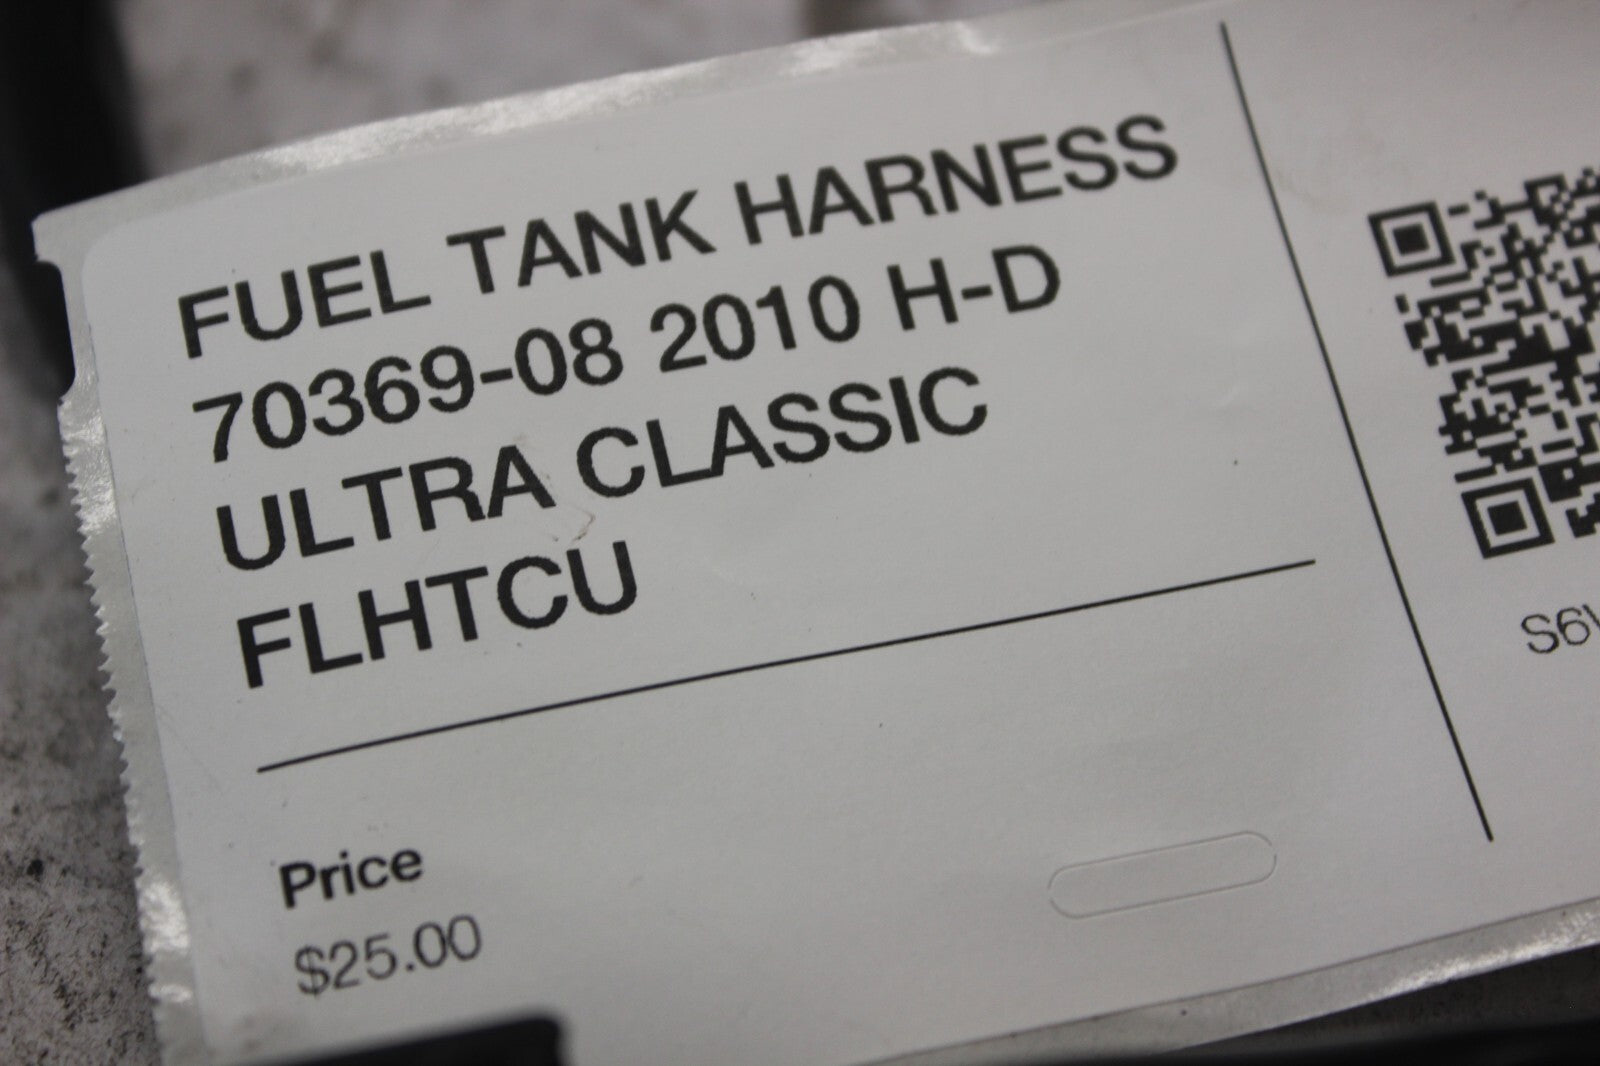 FUEL TANK HARNESS
70369-08 2010 H-D
ULTRA CLASSIC
FLHTCU
Price
$25.00